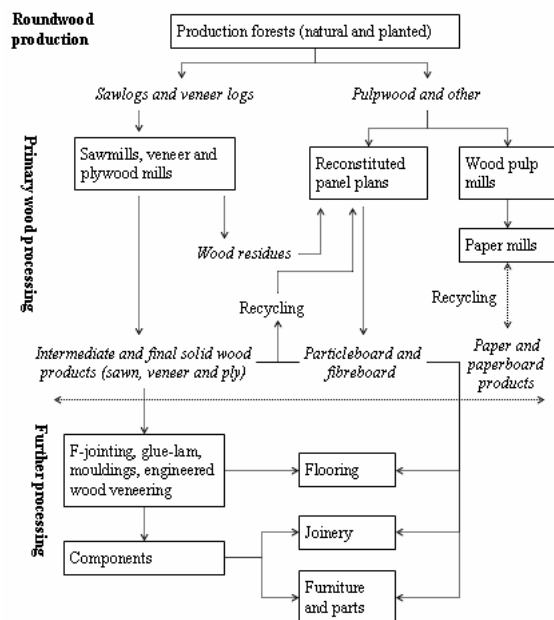 Roundwood
production
Production forests (natural and planted)
Sawlogs and veneer logs
Pulpwood and other
Primary wood processing
Sawmills, veneer and
plywood mills
Reconstituted
panel plans
Wood pulp
mills
Wood residues
Paper mills
Recycling
Recycling
Intermediate and final solid wood
products (sawn, veneer and ply)
Particleboard and
fibreboard
Paper and
paperboard
products
Further processing
F-jointing, glue-lam,
mouldings, engineered
wood veneering
Flooring
Components
Joinery
Furniture
and parts